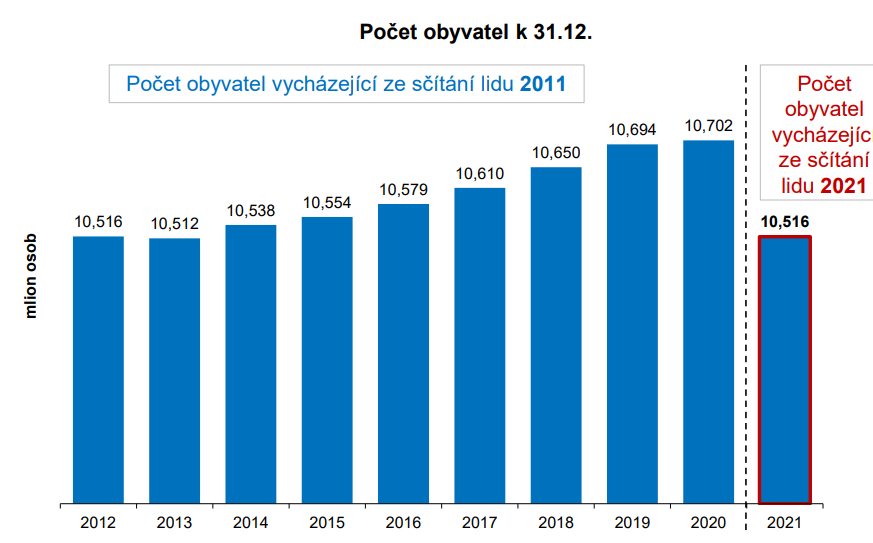 Počet obyvatel k 31.12.
Počet obyvatel vycházející ze sčítání lidu 2011
Počet
obyvatel
vycházejíc
ze sčítání
lidu 2021
10,516
10,512
10,538
10,554
10,579
10,610
10,650
10,694
10,702
10,516
mlion osob
2012
2013
2014
2015
2016
2017
2018
2019
2020
2021